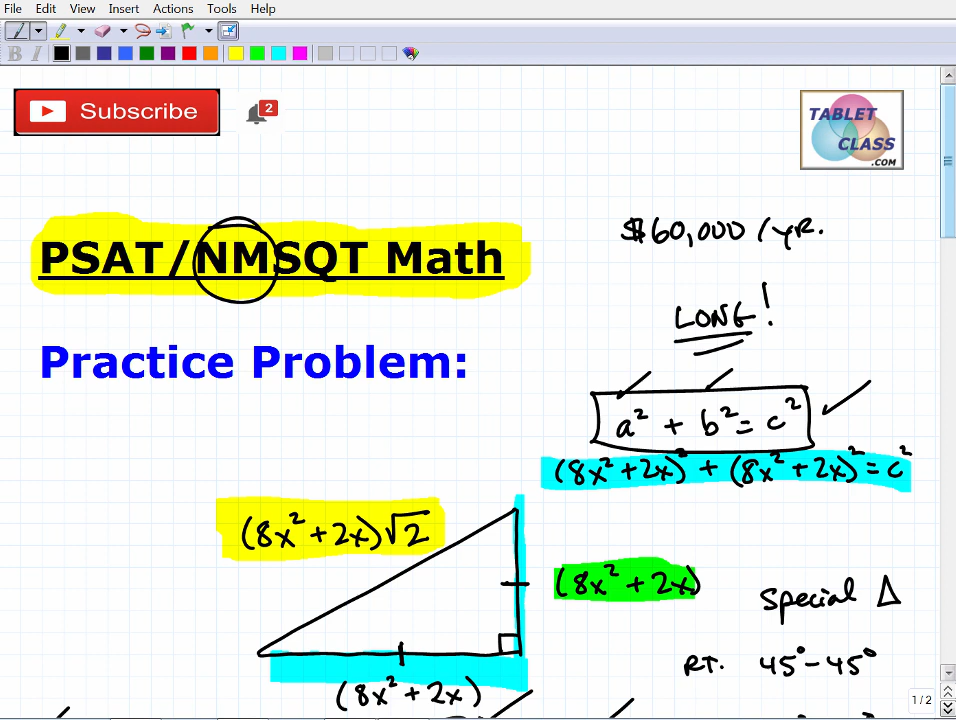 File Edit View Insert Actions Tools Help
B I
Subscribe
2
TABLET
CLASS
.COM
$60,000 / yr.
PSAT/NMSQT Math
LONG!
Practice Problem:
a² + b² = c²
(8x² + 2x)² + (8x² + 2x)² = c²
(8x² + 2x)√2
(8x² + 2x)
Special Δ
RT. 45° - 45°
(8x² + 2x)
1 / 2